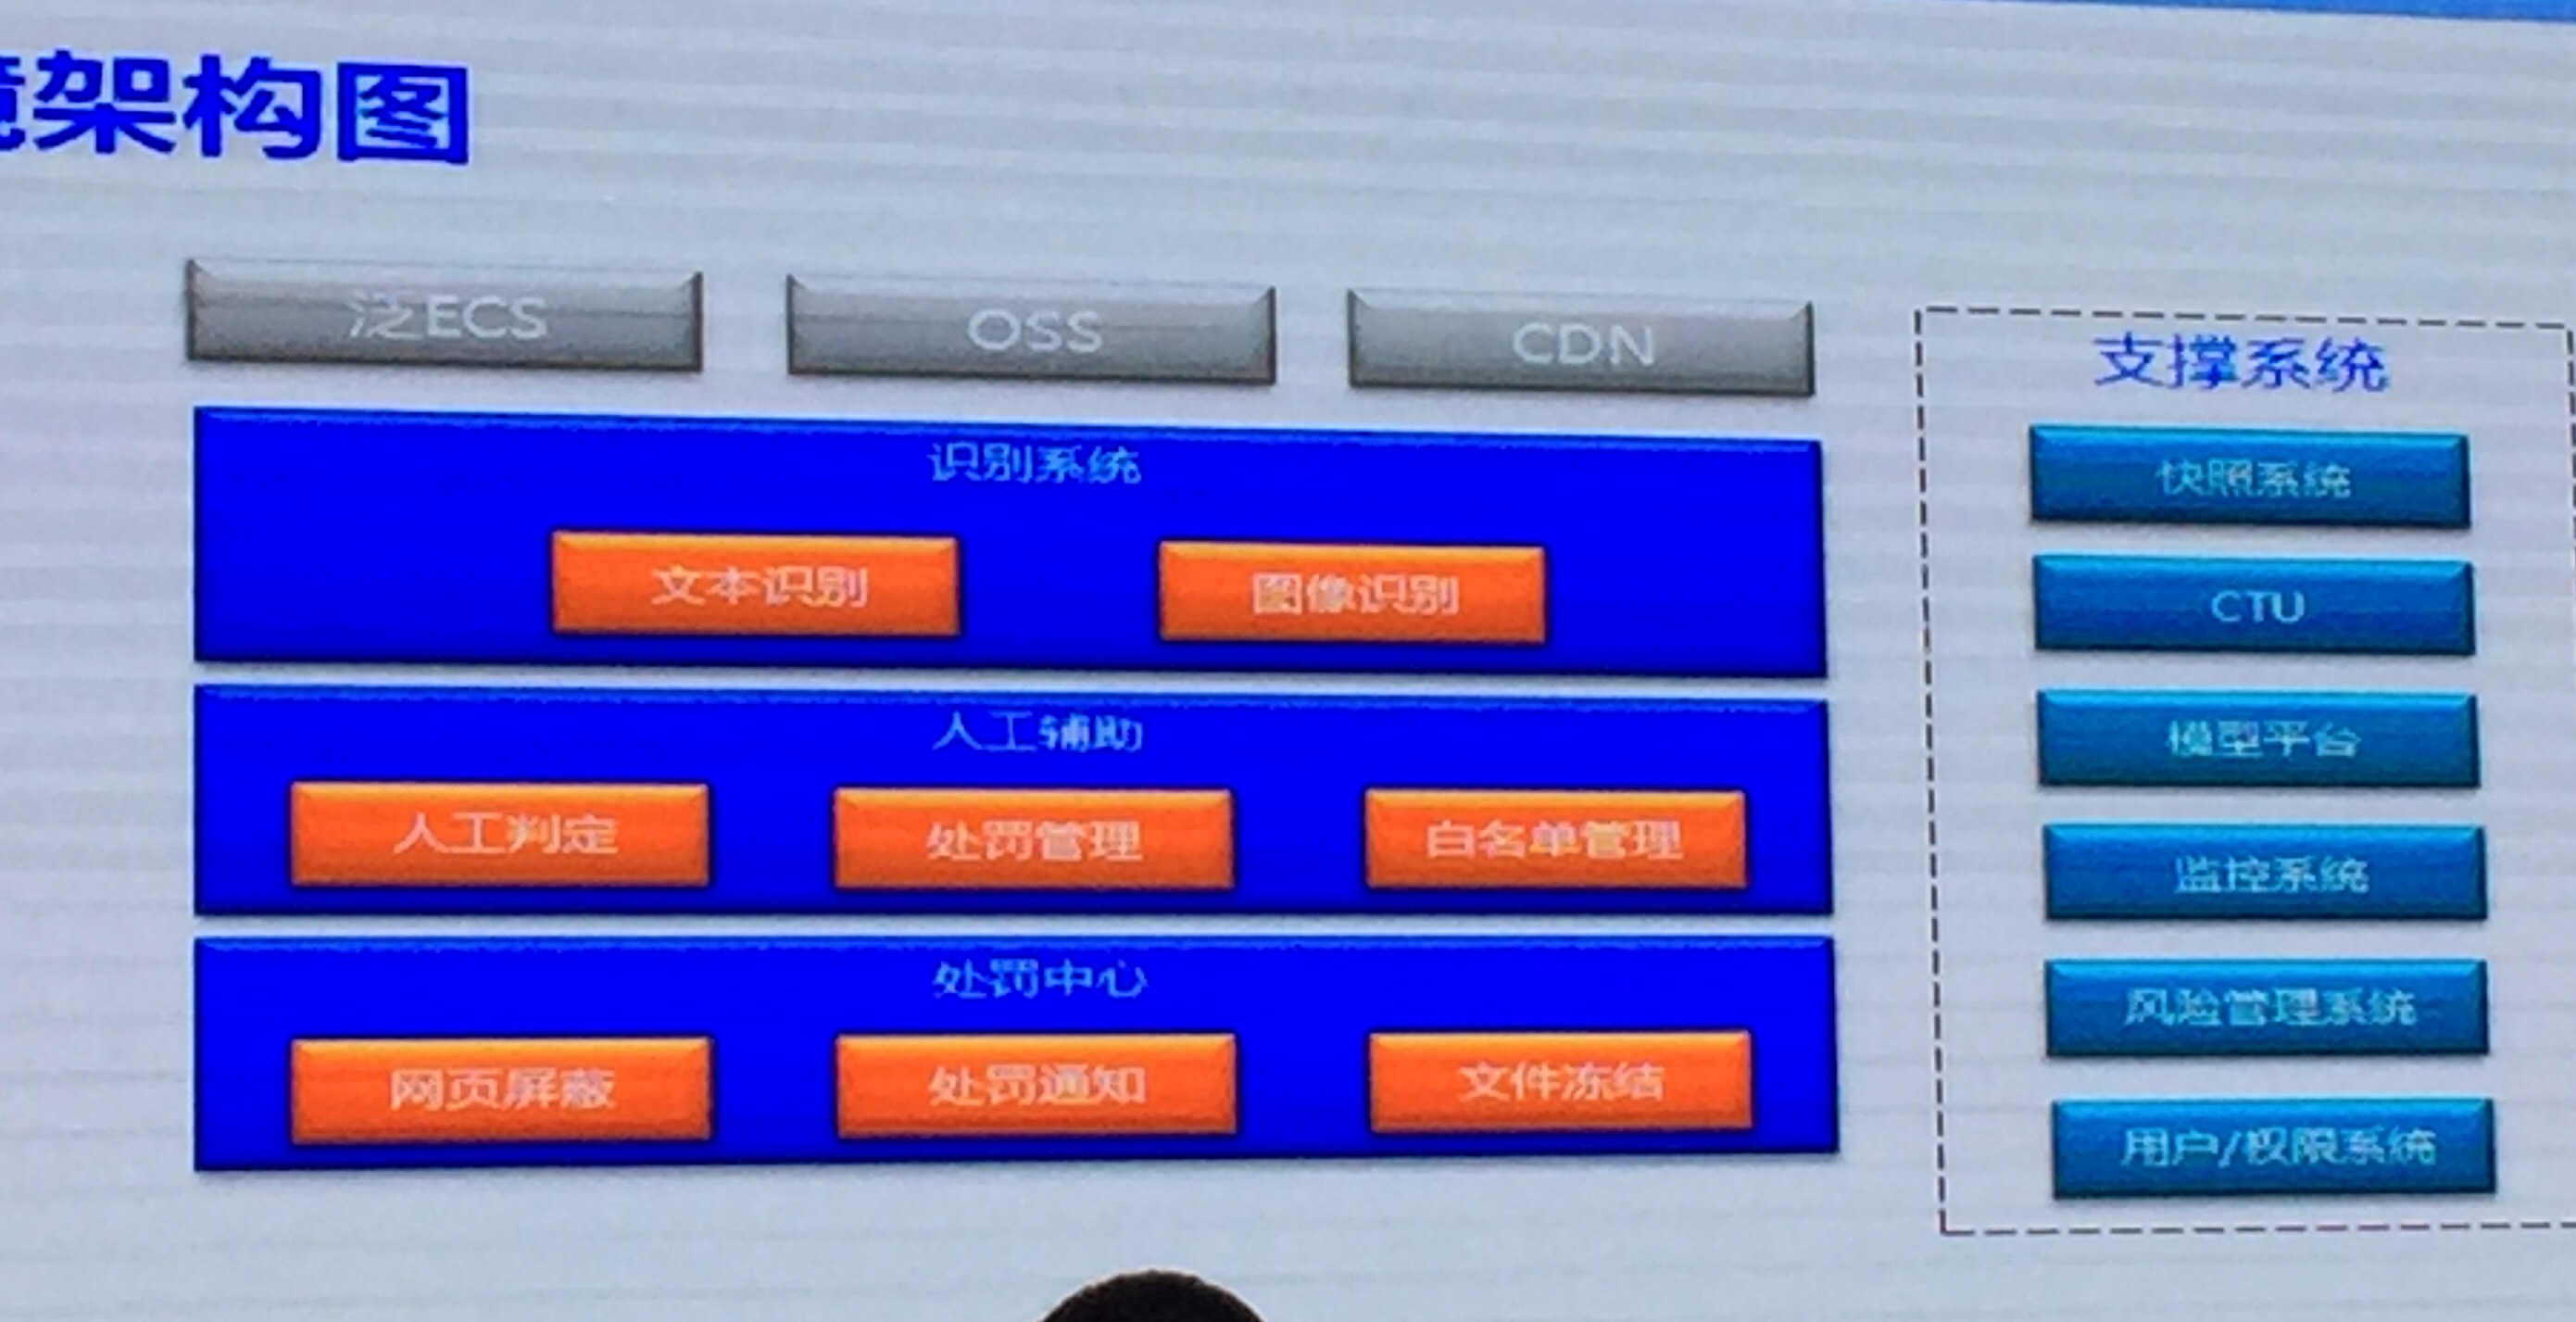 架构图
泛ECS
OSS
CDN
识别系统
文本识别
图像识别
人工辅助
人工判定
处罚管理
白名单管理
处罚中心
网页屏蔽
处罚通知
文件冻结
支撑系统
快照系统
CTU
模型平台
监控系统
风险管理系统
用户/权限系统